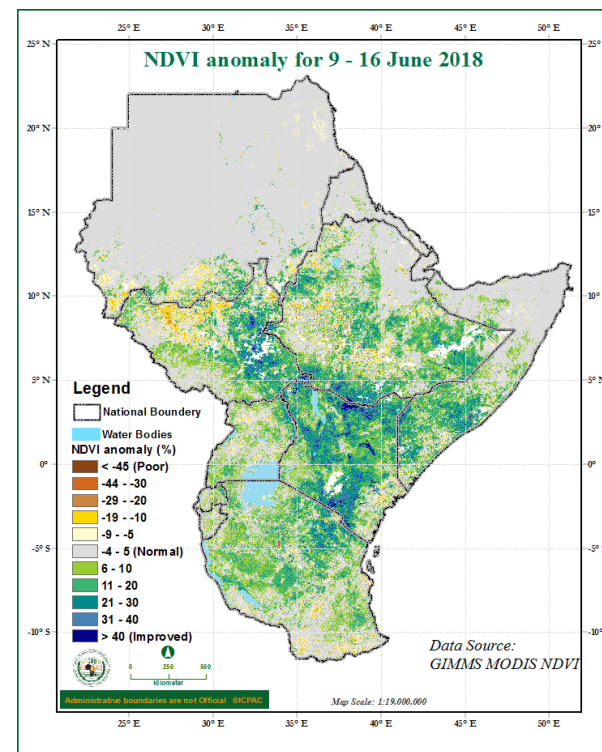 NDVI anomaly for 9 - 16 June 2018
25° E 30° E 35° E 40° E 45° E 50° E
25° N
20° N
15° N
10° N
5° N
0°
-5° S
-10° S
25° N
20° N
15° N
10° N
5° N
0°
-5° S
-10° S
Legend
National Boundery
Water Bodies
NDVI anomaly (%)
< -45 (Poor)
-44 - -30
-29 - -20
-19 - -10
-9 - -5
-4 - 5 (Normal)
6 - 10
11 - 20
21 - 30
31 - 40
> 40 (Improved)
0 250 500
Kilometer
Data Source:
GIMMS MODIS NDVI
Administrative boundaries are not Official ©ICPAC
Map Scale: 1:19,000,000
25° E 30° E 35° E 40° E 45° E 50° E